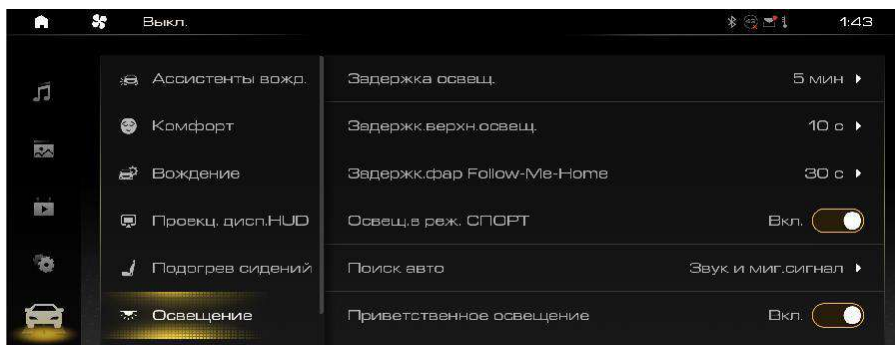 Выкл.
1:43
Ассистенты вожр.
Комфорт
Вождение
Проекц. дисп.HUD
Подогрев сидений
Освещение
Задержка освещ.
5 мин
Задержк.верхн.освещ.
10 с
Задержк.фар Follow-Me-Home
30 с
Освещ.в реж. СПОРТ
Вкл.
Поиск авто
Звук и миг.сигнал
Приветственное освещение
Вкл.